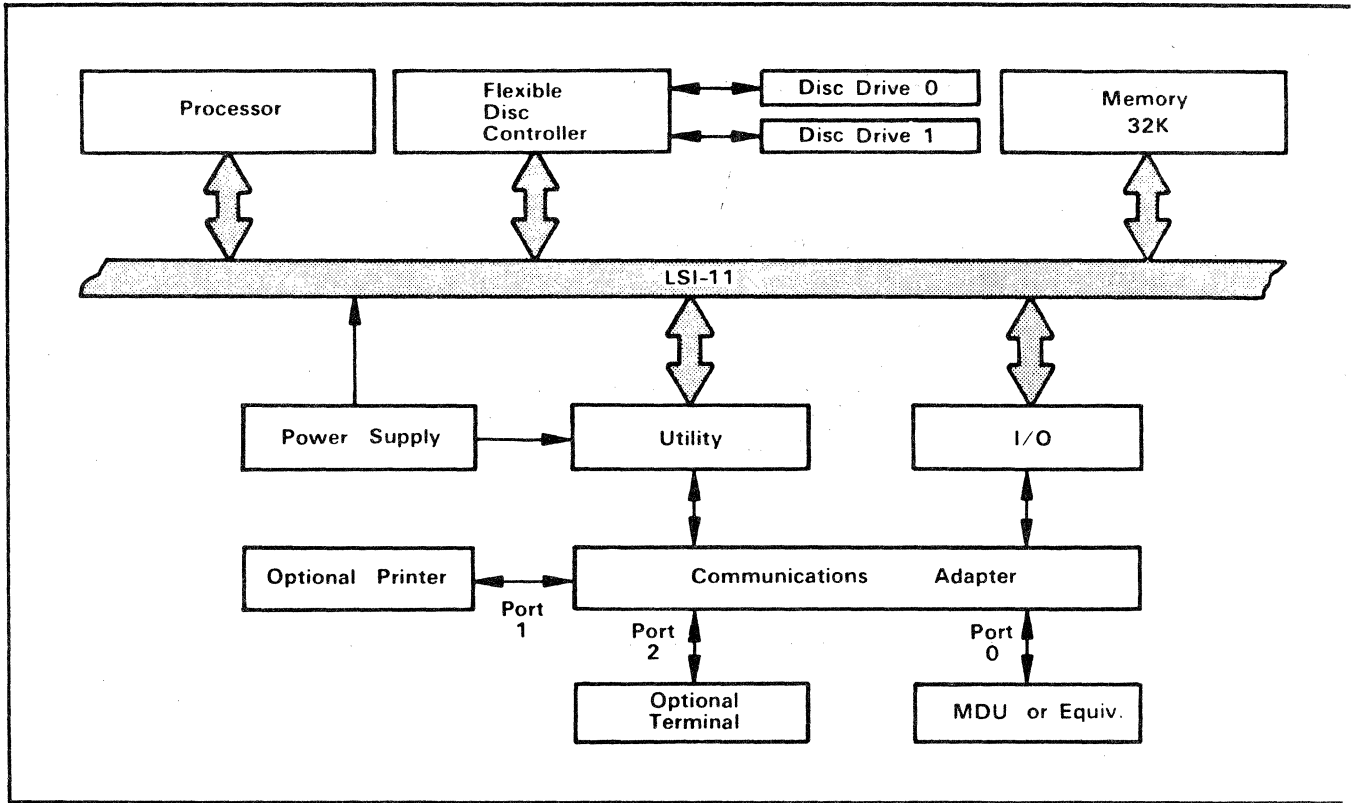 Processor
Flexible
Disc
Controller
Disc Drive 0
Disc Drive 1
Memory
32K
LSI-11
Power Supply
Utility
I/O
Optional Printer
Communications Adapter
Port
1
Port
2
Port
0
Optional
Terminal
MDU or Equiv.